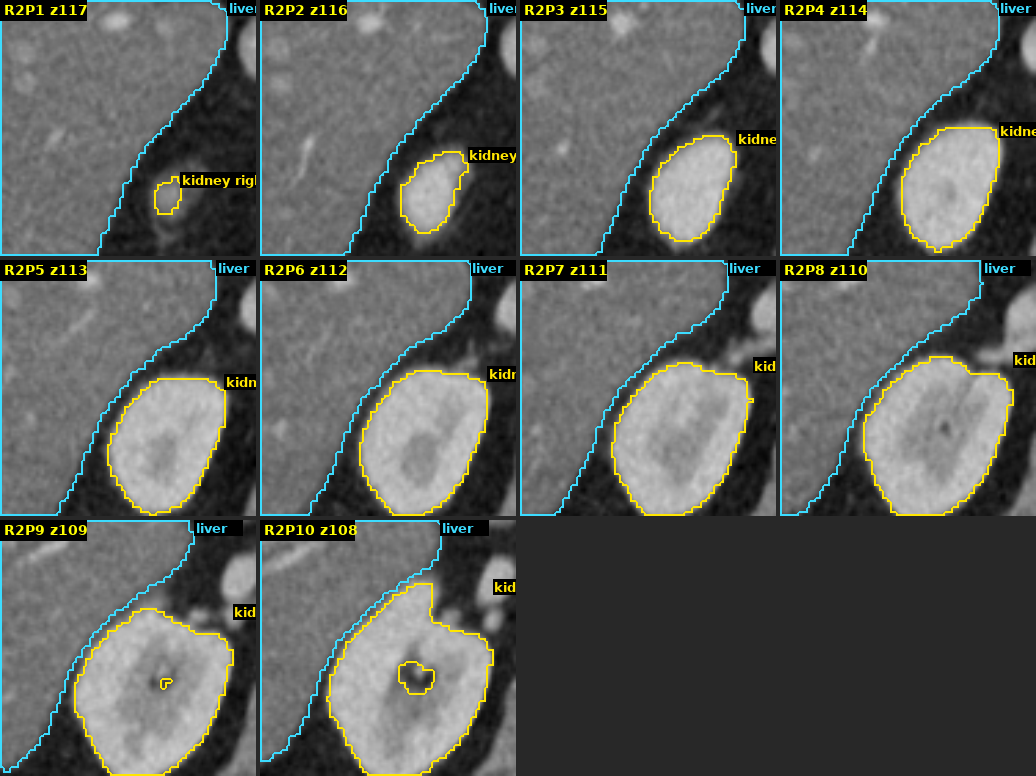 R2P1 z117 liver
kidney righ
R2P2 z116 liver
kidney
R2P3 z115 liver
kidne
R2P4 z114 liver
kidne
R2P5 z113 liver
kidn
R2P6 z112 liver
kidn
R2P7 z111 liver
kid
R2P8 z110 liver
kid
R2P9 z109 liver
kid
R2P10 z108 liver
kid